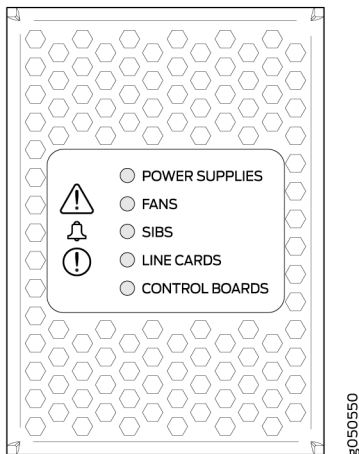 POWER SUPPLIES
FANS
SIBS
LINE CARDS
CONTROL BOARDS
g050550